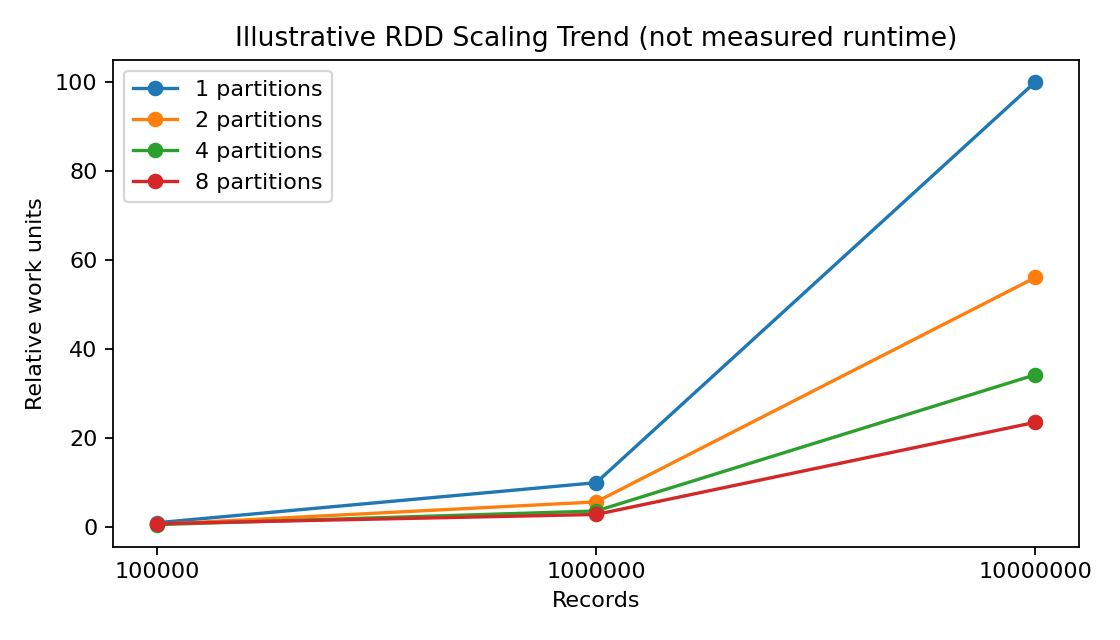 Illustrative RDD Scaling Trend (not measured runtime)
1 partitions
2 partitions
4 partitions
8 partitions
100
80
60
40
20
0
Relative work units
100000
1000000
10000000
Records